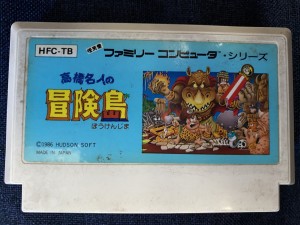 HFC-TB
ファミリー コンピュータ・シリーズ
高橋名人の
冒険島
ぼうけんじま
©1986 HUDSON SOFT
MADE IN JAPAN